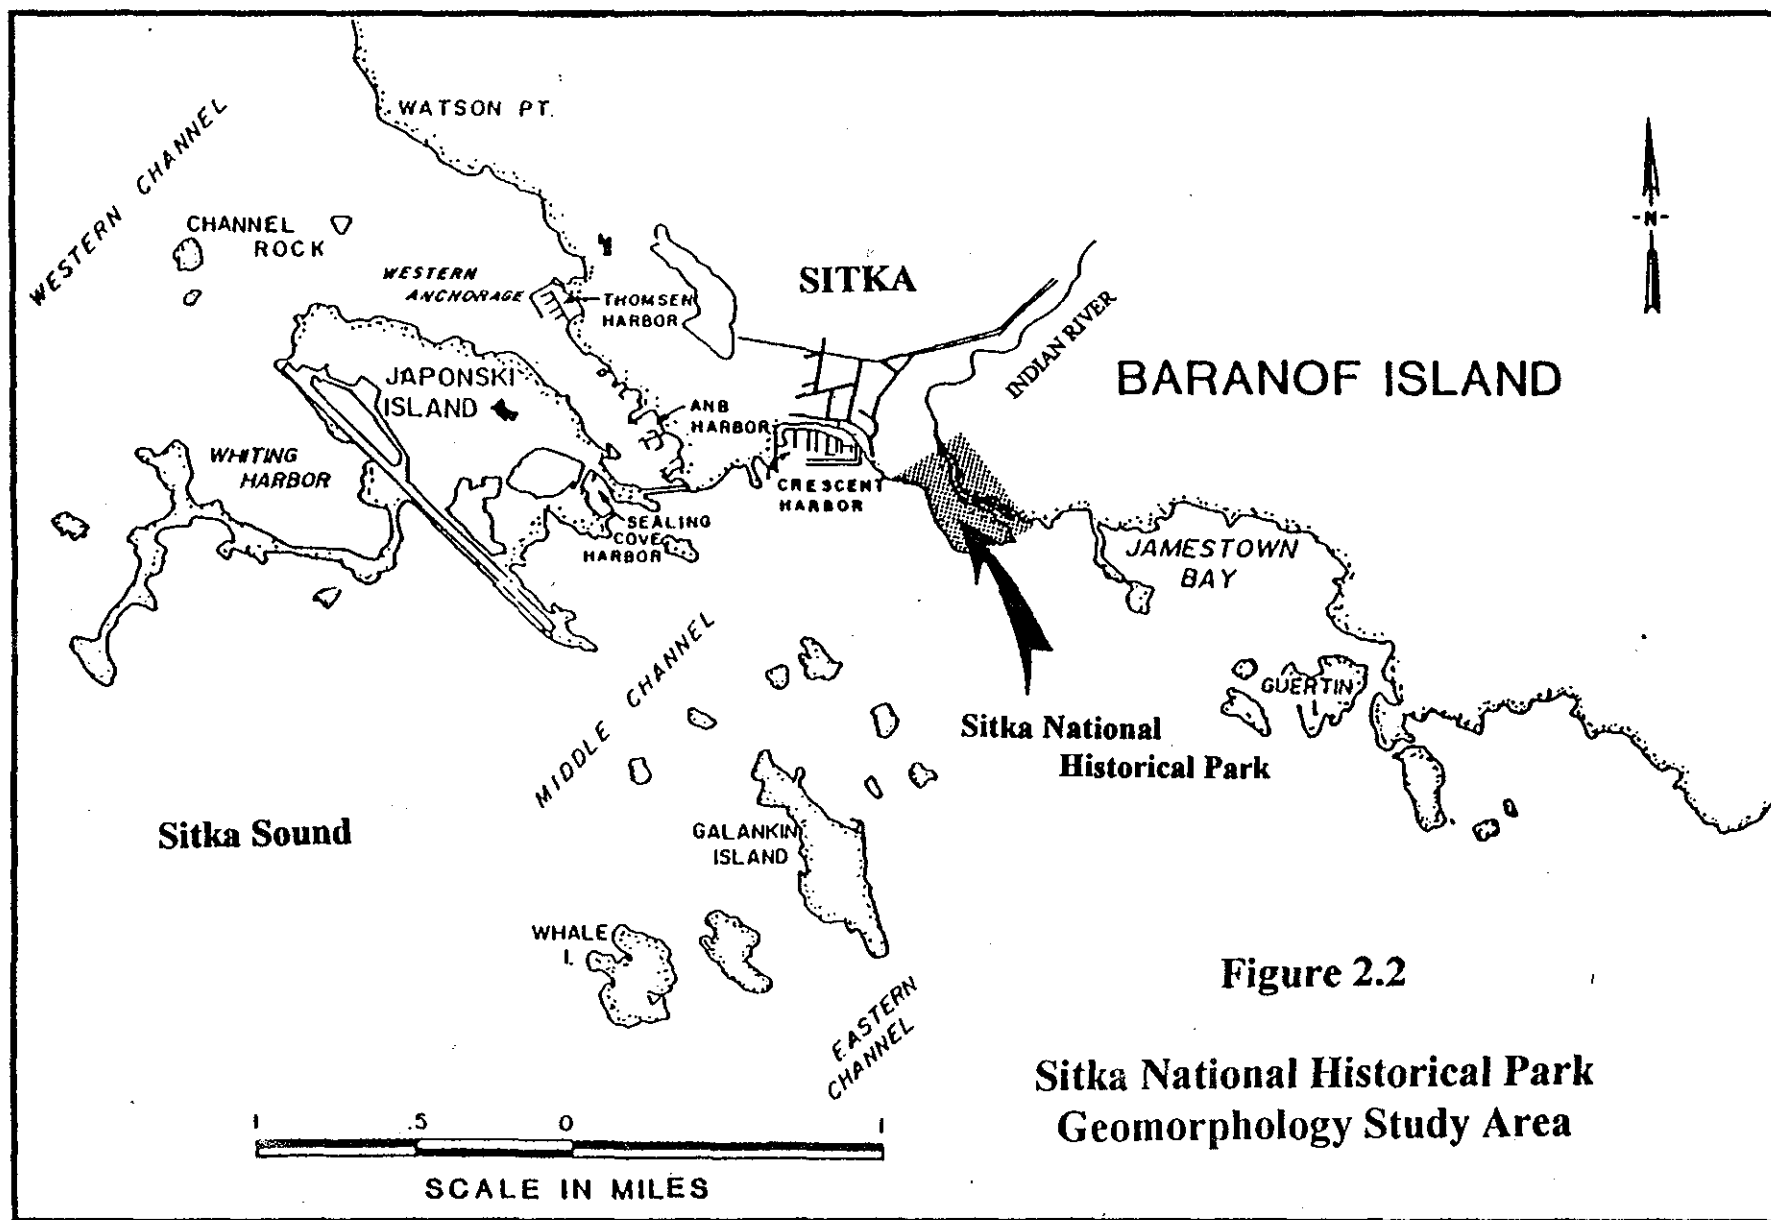 WATSON PT.
WESTERN CHANNEL
CHANNEL
ROCK
WESTERN
ANCHORAGE
THOMSEN
HARBOR
SITKA
INDIAN RIVER
-N-
BARANOF ISLAND
JAPONSKI
ISLAND
ANB
HARBOR
WHITING
HARBOR
CRESCENT
HARBOR
SEALING
COVE
HARBOR
JAMESTOWN
BAY
MIDDLE CHANNEL
GUERTIN
I.
Sitka National
Historical Park
Sitka Sound
GALANKIN
ISLAND
WHALE
I.
EASTERN
CHANNEL
Figure 2.2
Sitka National Historical Park
Geomorphology Study Area
1 .5 0 1
SCALE IN MILES